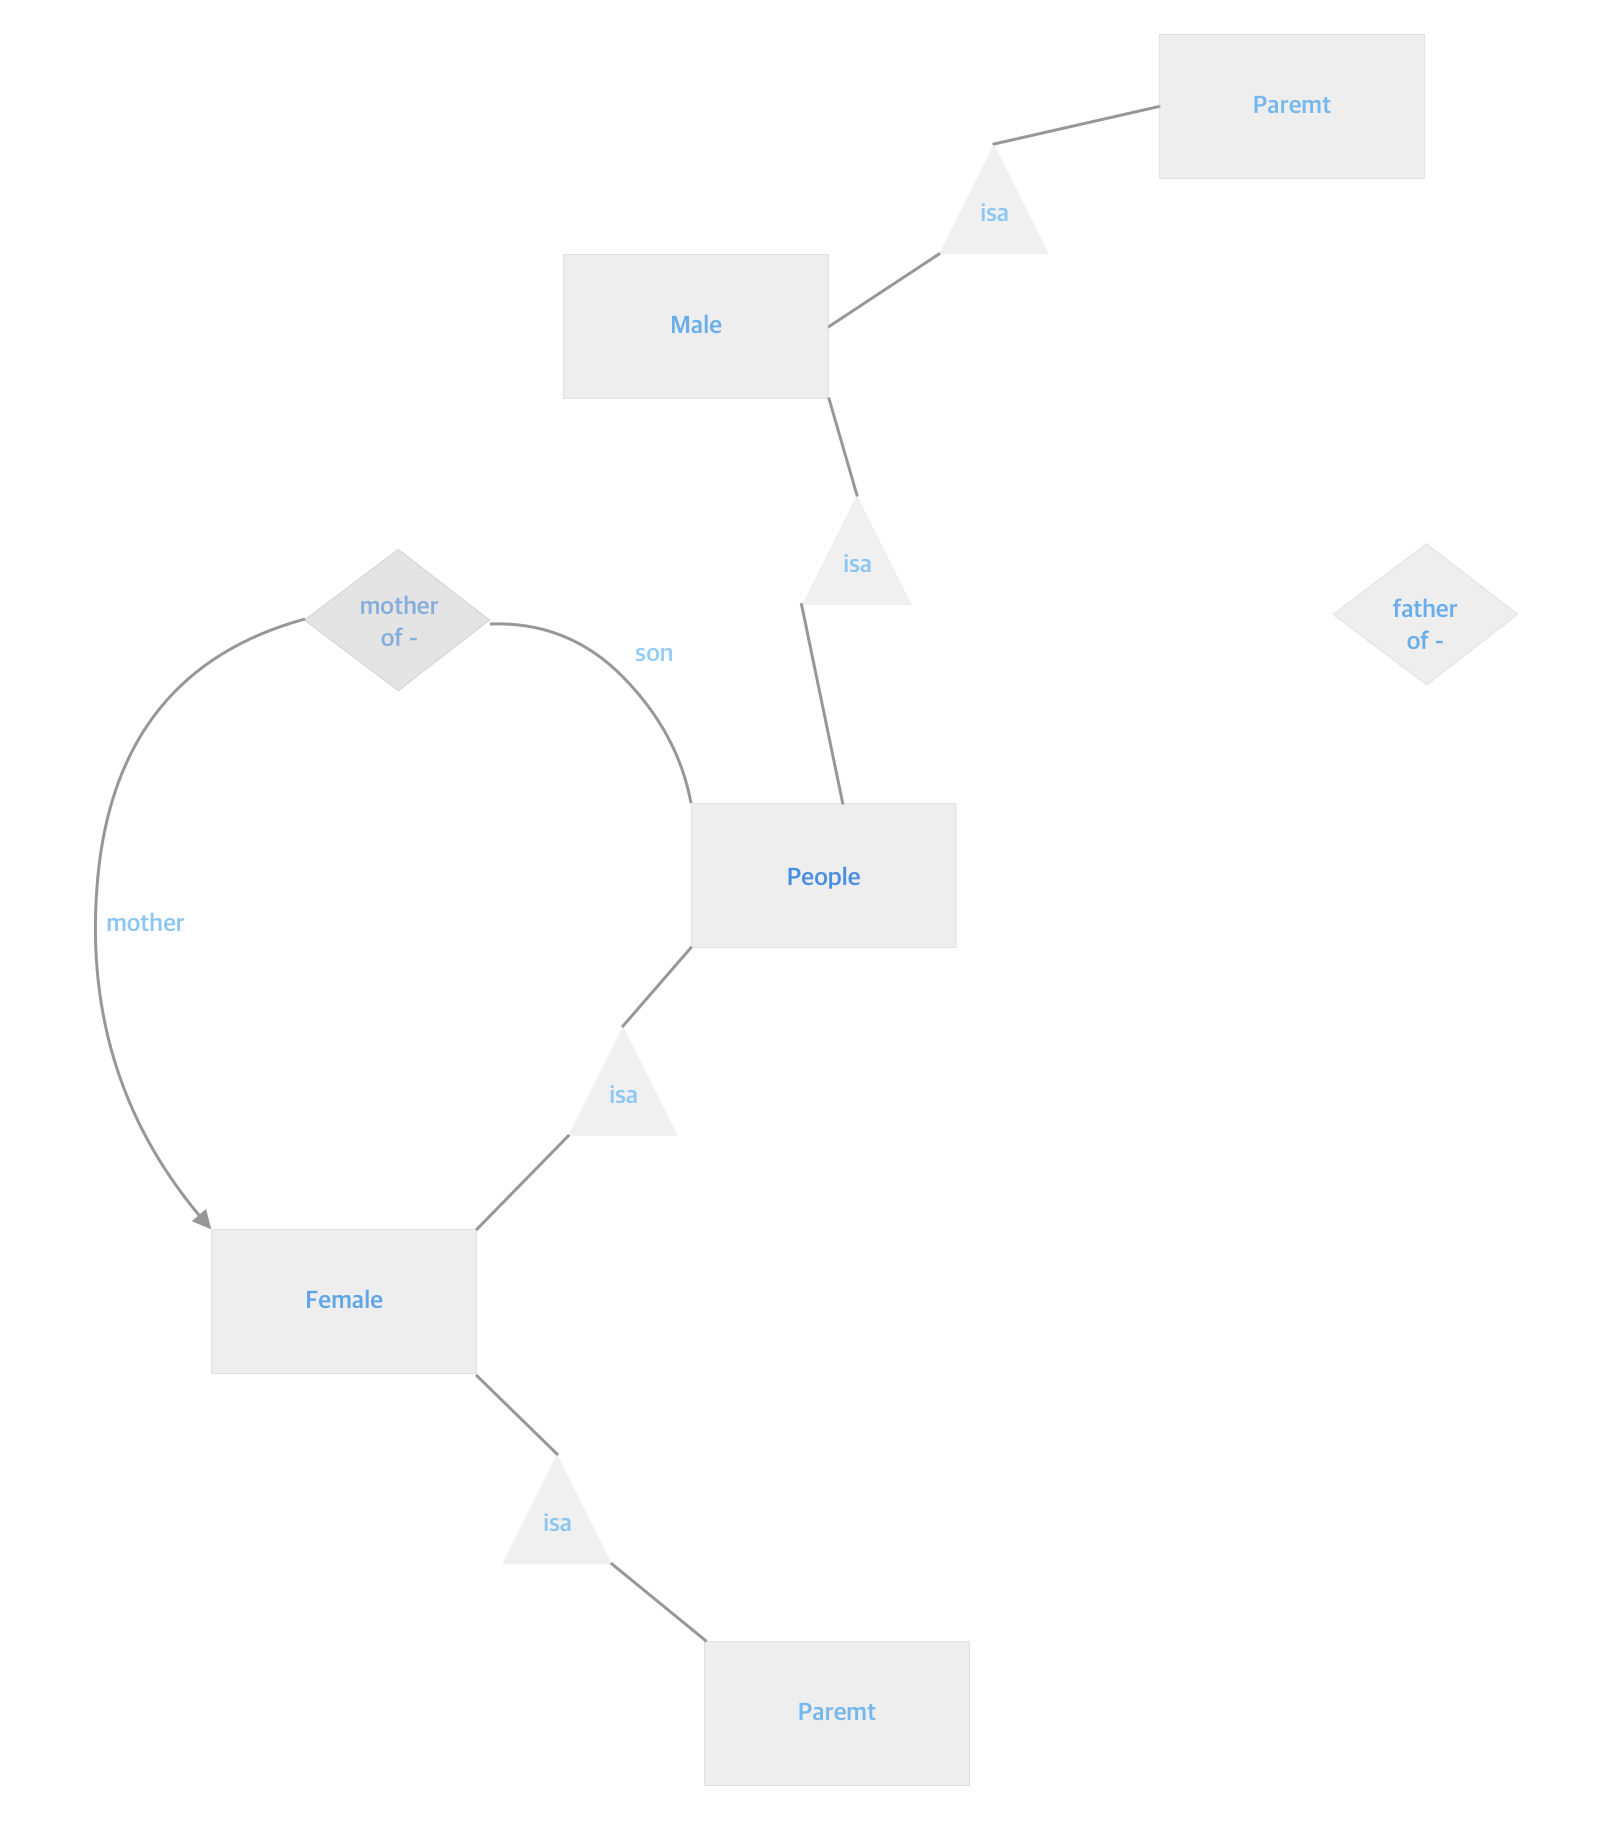 Paremt
isa
Male
isa
mother
of -
father
of -
son
People
mother
isa
Female
isa
Paremt